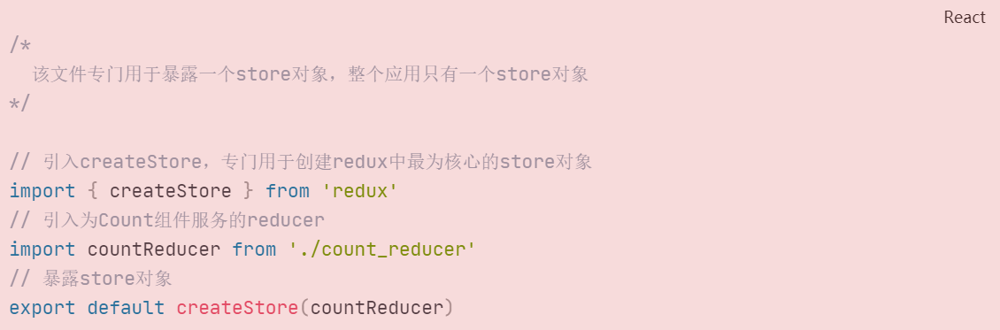 React
/*
  该文件专门用于暴露一个store对象，整个应用只有一个store对象
*/
// 引入createStore，专门用于创建redux中最为核心的store对象
import { createStore } from 'redux'
// 引入为Count组件服务的reducer
import countReducer from './count_reducer'
// 暴露store对象
export default createStore(countReducer)